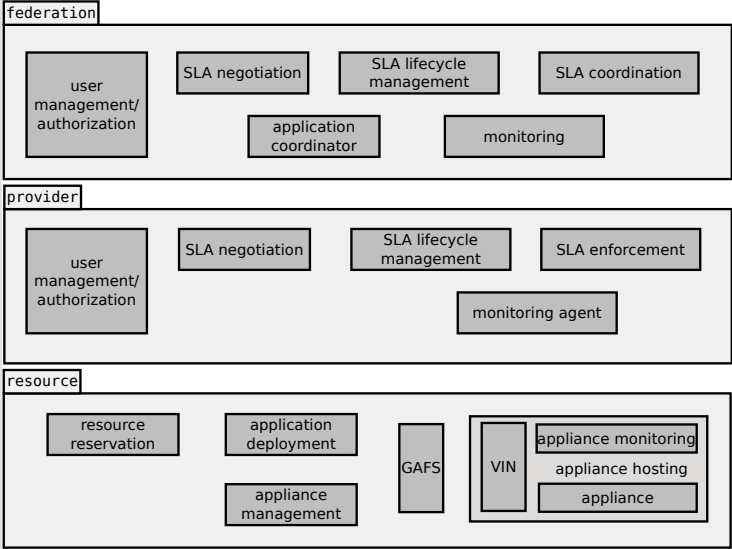 federation
user
management/
authorization
SLA negotiation
SLA lifecycle
management
SLA coordination
application
coordinator
monitoring
provider
user
management/
authorization
SLA negotiation
SLA lifecycle
management
SLA enforcement
monitoring agent
resource
resource
reservation
application
deployment
appliance
management
GAFS
VIN
appliance monitoring
appliance hosting
appliance